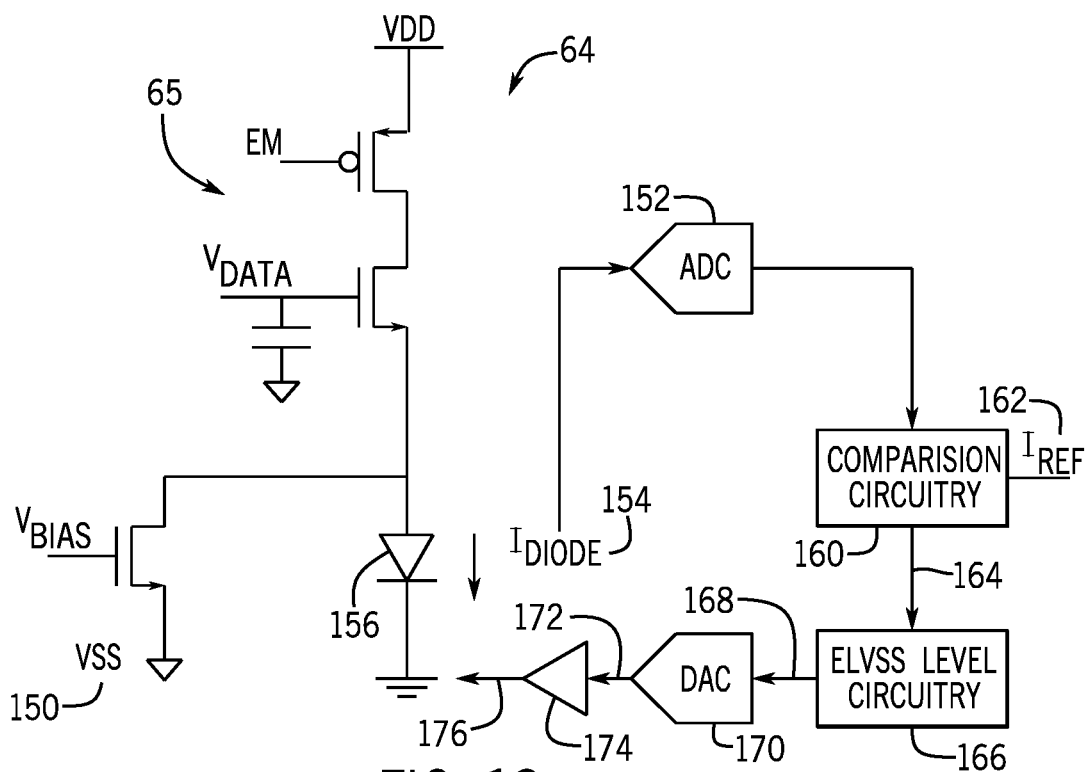 VDD
64
65
EM
152
ADC
VDATA
162
IREF
COMPARISION
CIRCUITRY
VBIAS
IDIODE
154
160
164
156
172
168
VSS
ELVSS LEVEL
CIRCUITRY
DAC
150
176
174
170
166